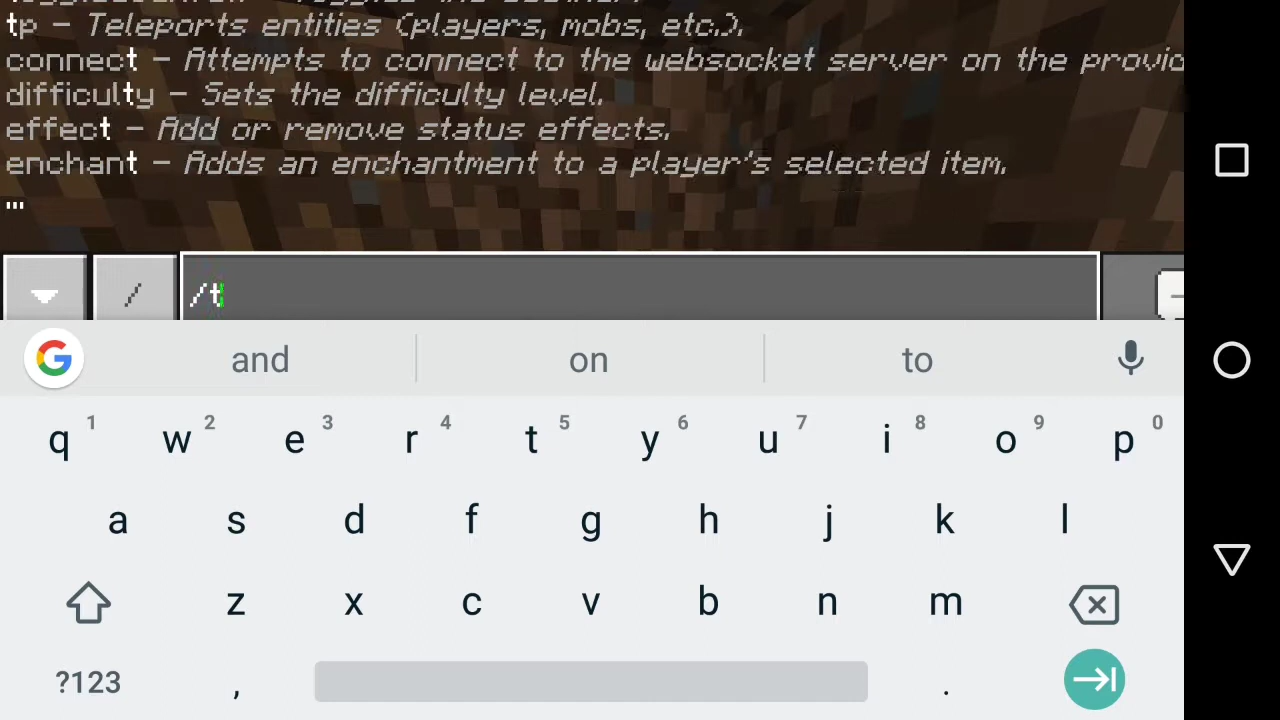 tp – Teleports entities (players, mobs, etc.).
connect – Attempts to connect to the websocket server on the provid
difficulty – Sets the difficulty level.
effect – Add or remove status effects.
enchant – Adds an enchantment to a player's selected item.
...
/ /t
G and on to
q 1 w 2 e 3 r 4 t 5 y 6 u 7 i 8 o 9 p 0
a s d f g h j k l
z x c v b n m
?123 , .